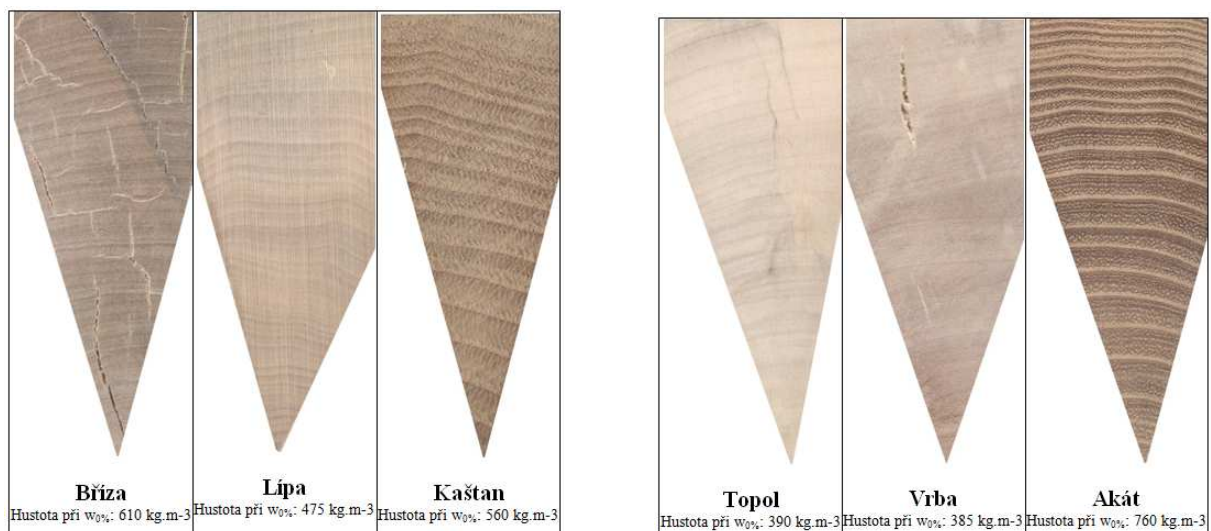 Bříza
Hustota při w0%: 610 kg.m-3
Lípa
Hustota při w0%: 475 kg.m-3
Kaštan
Hustota při w0%: 560 kg.m-3
Topol
Hustota při w0%: 390 kg.m-3
Vrba
Hustota při w0%: 385 kg.m-3
Akát
Hustota při w0%: 760 kg.m-3